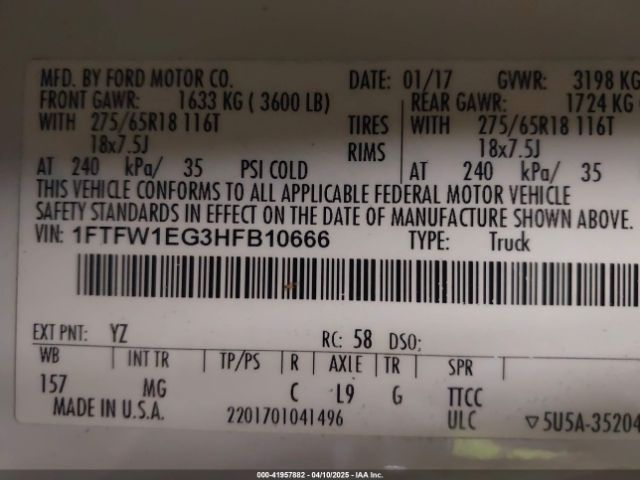 MFD. BY FORD MOTOR CO. DATE: 01/17 GVWR: 3198 KG
FRONT GAWR: 1633 KG ( 3600 LB) REAR GAWR: 1724 KG
WITH 275/65R18 116T TIRES WITH 275/65R18 116T
18x7.5J RIMS 18x7.5J
AT 240 kPa/ 35 PSI COLD AT 240 kPa/ 35
THIS VEHICLE CONFORMS TO ALL APPLICABLE FEDERAL MOTOR VEHICLE
SAFETY STANDARDS IN EFFECT ON THE DATE OF MANUFACTURE SHOWN ABOVE.
VIN: 1FTFW1EG3HFB10666 TYPE: Truck
EXT PNT: YZ RC: 58 DSO:
WB INT TR TP/PS R AXLE TR SPR
157 MG C L9 G TTCC
MADE IN U.S.A. 2201701041496 ULC ▽5U5A-35204
000-41957882 - 04/10/2025 - IAAI.com